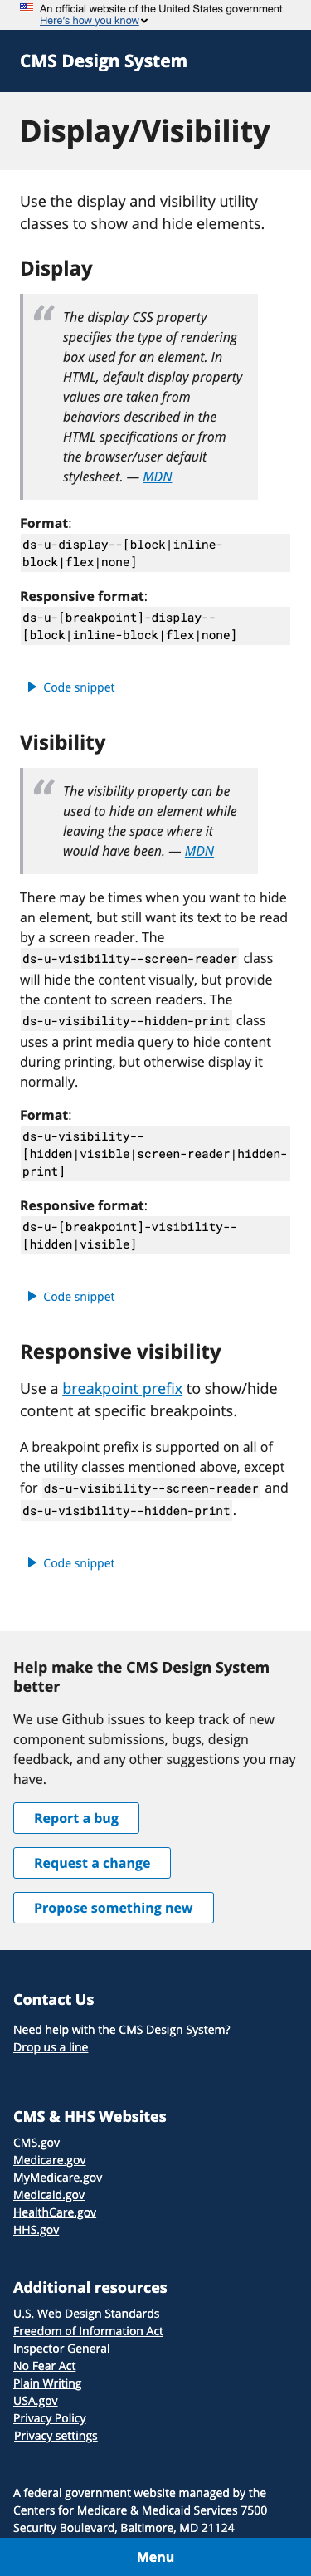 An official website of the United States government
Here's how you know
CMS Design System
Display/Visibility
Use the display and visibility utility
classes to show and hide elements.
Display
“ The display CSS property
specifies the type of rendering
box used for an element. In
HTML, default display property
values are taken from
behaviors described in the
HTML specifications or from
the browser/user default
stylesheet. — MDN
Format:
ds-u-display--[block|inline-
block|flex|none]
Responsive format:
ds-u-[breakpoint]-display--
[block|inline-block|flex|none]
Code snippet
Visibility
“ The visibility property can be
used to hide an element while
leaving the space where it
would have been. — MDN
There may be times when you want to hide
an element, but still want its text to be read
by a screen reader. The
ds-u-visibility--screen-reader class
will hide the content visually, but provide
the content to screen readers. The
ds-u-visibility--hidden-print class
uses a print media query to hide content
during printing, but otherwise display it
normally.
Format:
ds-u-visibility--
[hidden|visible|screen-reader|hidden-
print]
Responsive format:
ds-u-[breakpoint]-visibility--
[hidden|visible]
Code snippet
Responsive visibility
Use a breakpoint prefix to show/hide
content at specific breakpoints.
A breakpoint prefix is supported on all of
the utility classes mentioned above, except
for ds-u-visibility--screen-reader and
ds-u-visibility--hidden-print.
Code snippet
Help make the CMS Design System
better
We use Github issues to keep track of new
component submissions, bugs, design
feedback, and any other suggestions you may
have.
Report a bug
Request a change
Propose something new
Contact Us
Need help with the CMS Design System?
Drop us a line
CMS & HHS Websites
CMS.gov
Medicare.gov
MyMedicare.gov
Medicaid.gov
HealthCare.gov
HHS.gov
Additional resources
U.S. Web Design Standards
Freedom of Information Act
Inspector General
No Fear Act
Plain Writing
USA.gov
Privacy Policy
Privacy settings
A federal government website managed by the
Centers for Medicare & Medicaid Services 7500
Security Boulevard, Baltimore, MD 21124
Menu